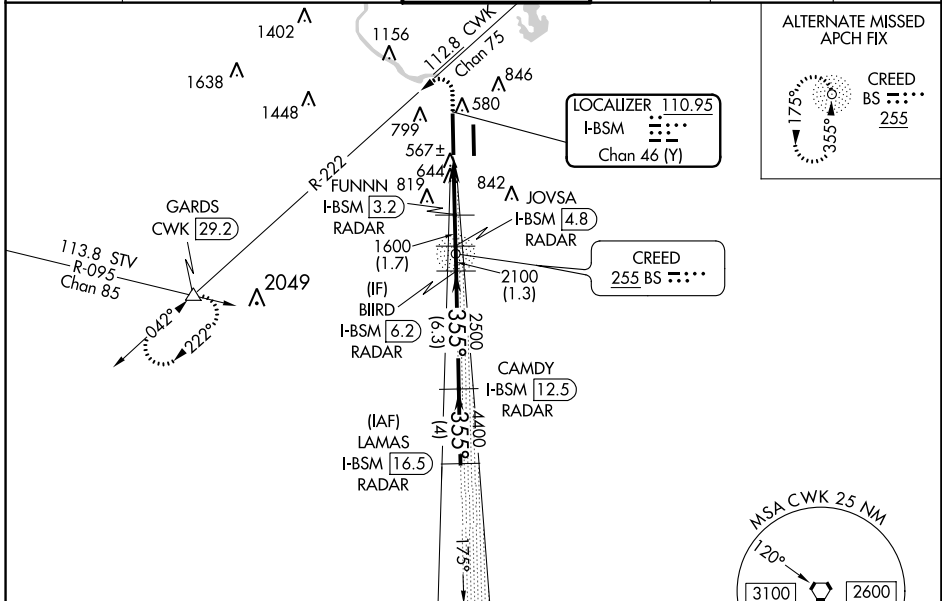 1402
1156
112.8 CWK
Chan 75
1638
846
1448
580
799
567±
644
R-222
ALTERNATE MISSED
APCH FIX
175°
355°
CREED
BS
255
LOCALIZER 110.95
I-BSM
Chan 46 (Y)
FUNNN
I-BSM 3.2
RADAR
819
842
JOVSA
I-BSM 4.8
RADAR
GARDS
CWK 29.2
113.8 STV
R-095
Chan 85
2049
042°
222°
1600
(1.7)
2100
(1.3)
CREED
255 BS
(IF)
BIIRD
I-BSM 6.2
RADAR
2500
355°
(6.3)
CAMDY
I-BSM 12.5
RADAR
(IAF)
LAMAS
I-BSM 16.5
RADAR
4400
355°
(4)
175°
MSA CWK 25 NM
120°
3100
2600